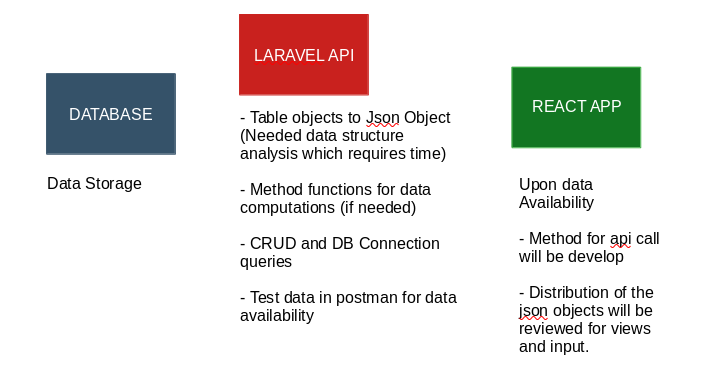 DATABASE
Data Storage
LARAVEL API
- Table objects to Json Object
(Needed data structure
analysis which requires time)
- Method functions for data
computations (if needed)
- CRUD and DB Connection
queries
- Test data in postman for data
availability
REACT APP
Upon data
Availability
- Method for api call
will be develop
- Distribution of the
json objects will be
reviewed for views
and input.